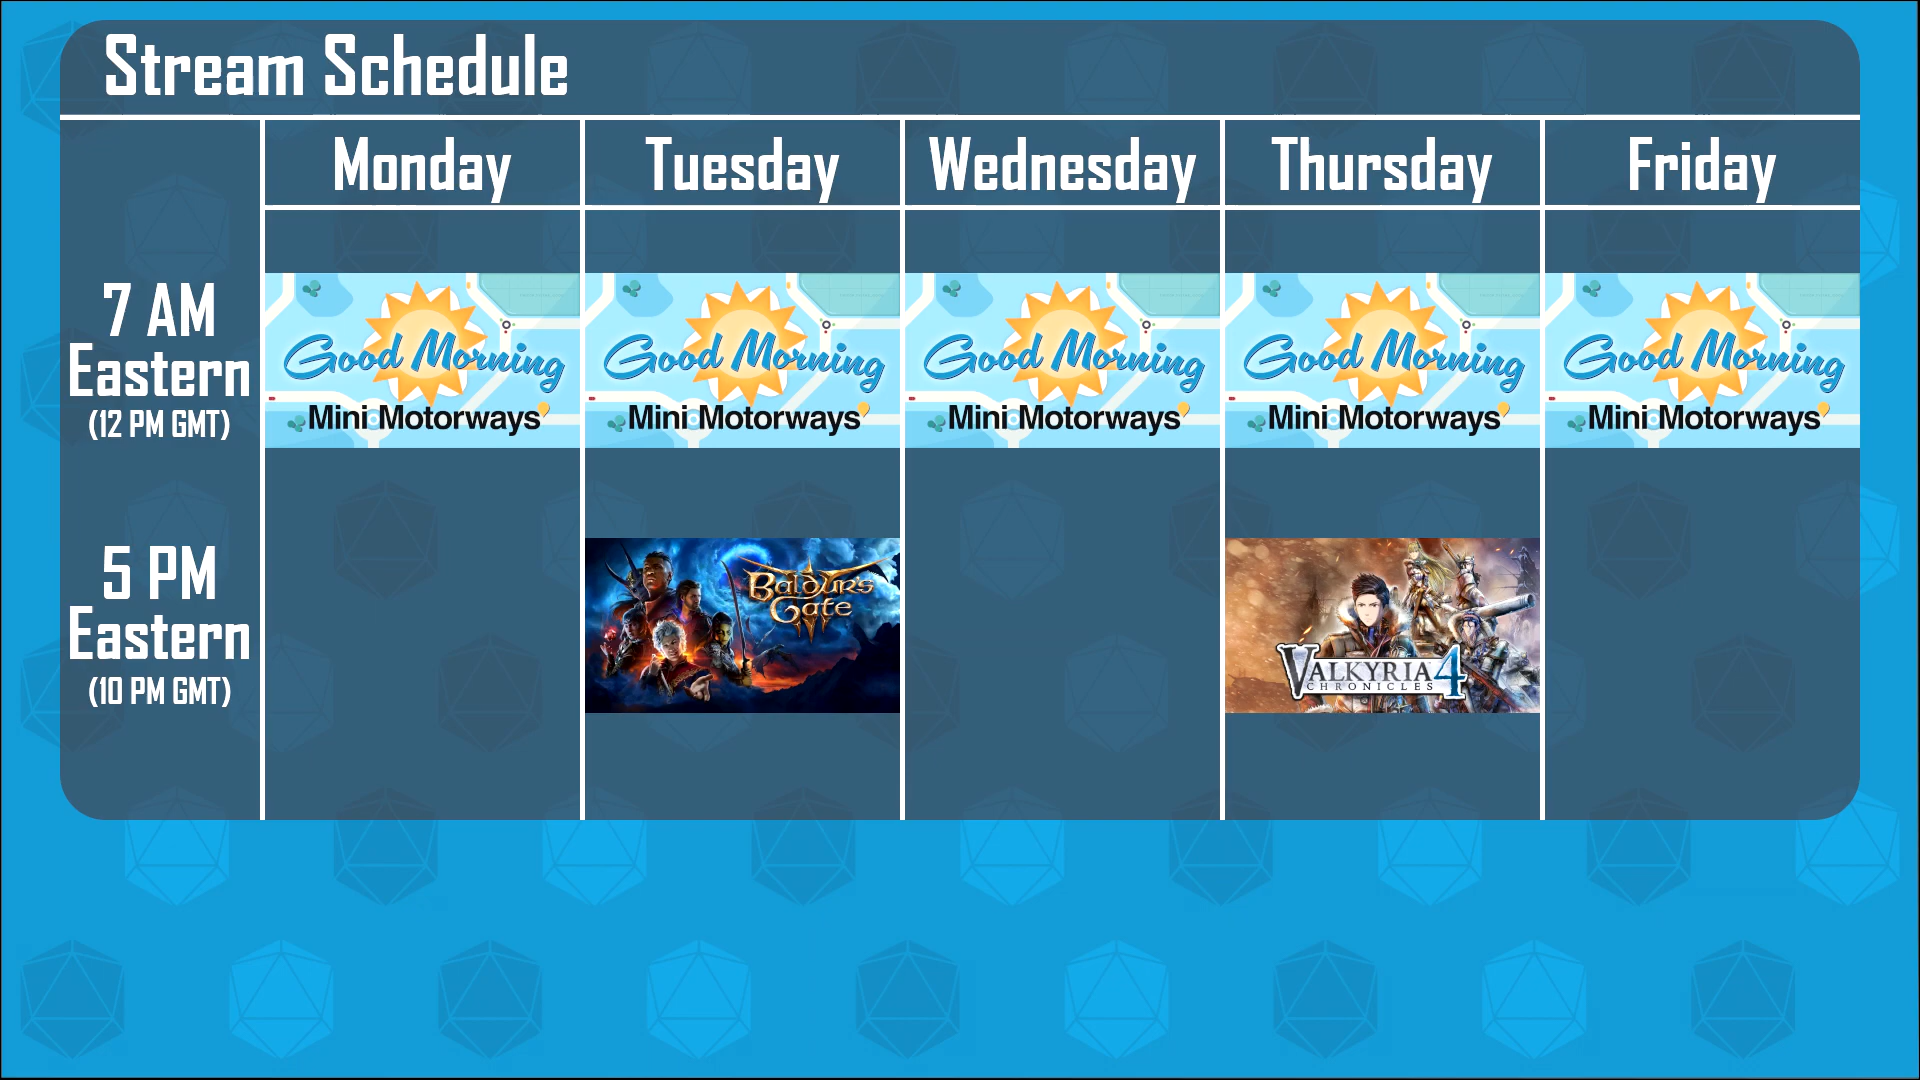 Stream Schedule
Monday Tuesday Wednesday Thursday Friday
7 AM
Eastern
(12 PM GMT)
Good Morning
Mini Motorways
Good Morning
Mini Motorways
Good Morning
Mini Motorways
Good Morning
Mini Motorways
Good Morning
Mini Motorways
5 PM
Eastern
(10 PM GMT)
Baldur's
Gate
III
VALKYRIA 4
CHRONICLES